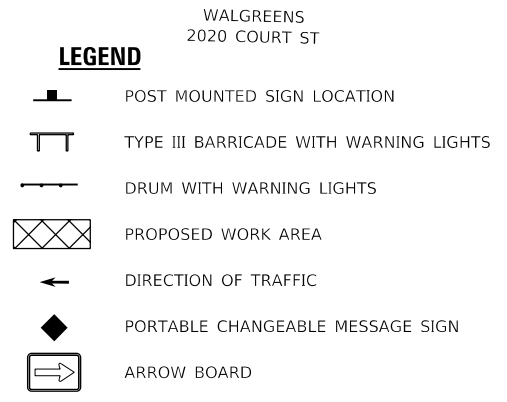 WALGREENS
2020 COURT ST
LEGEND
POST MOUNTED SIGN LOCATION
TYPE III BARRICADE WITH WARNING LIGHTS
DRUM WITH WARNING LIGHTS
PROPOSED WORK AREA
DIRECTION OF TRAFFIC
PORTABLE CHANGEABLE MESSAGE SIGN
ARROW BOARD